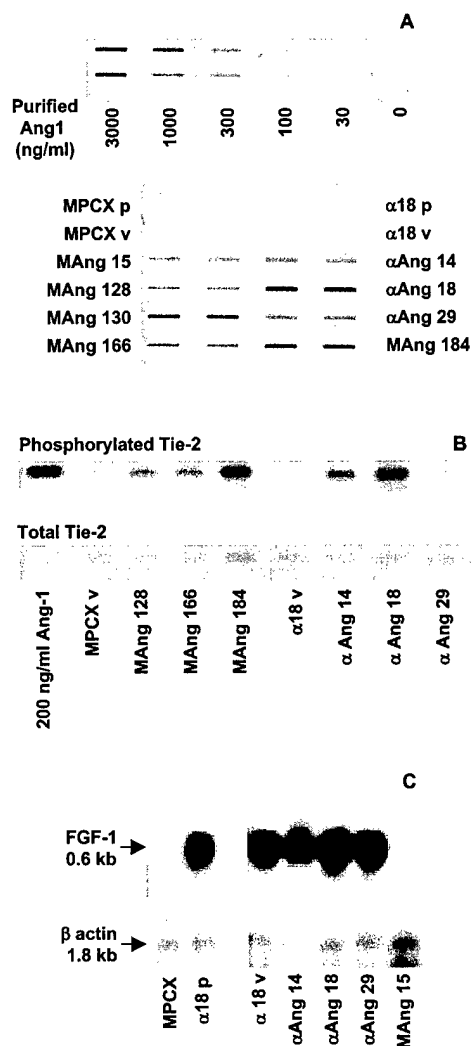 A
Purified
Ang1
(ng/ml)
3000
1000
300
100
30
0
MPCX p
α18 p
MPCX v
α18 v
MAng 15
αAng 14
MAng 128
αAng 18
MAng 130
αAng 29
MAng 166
MAng 184
Phosphorylated Tie-2
B
Total Tie-2
200 ng/ml Ang-1
MPCX v
MAng 128
MAng 166
MAng 184
α18 v
α Ang 14
α Ang 18
α Ang 29
C
FGF-1
0.6 kb
β actin
1.8 kb
MPCX
α18 p
α 18 v
αAng 14
αAng 18
αAng 29
MAng 15